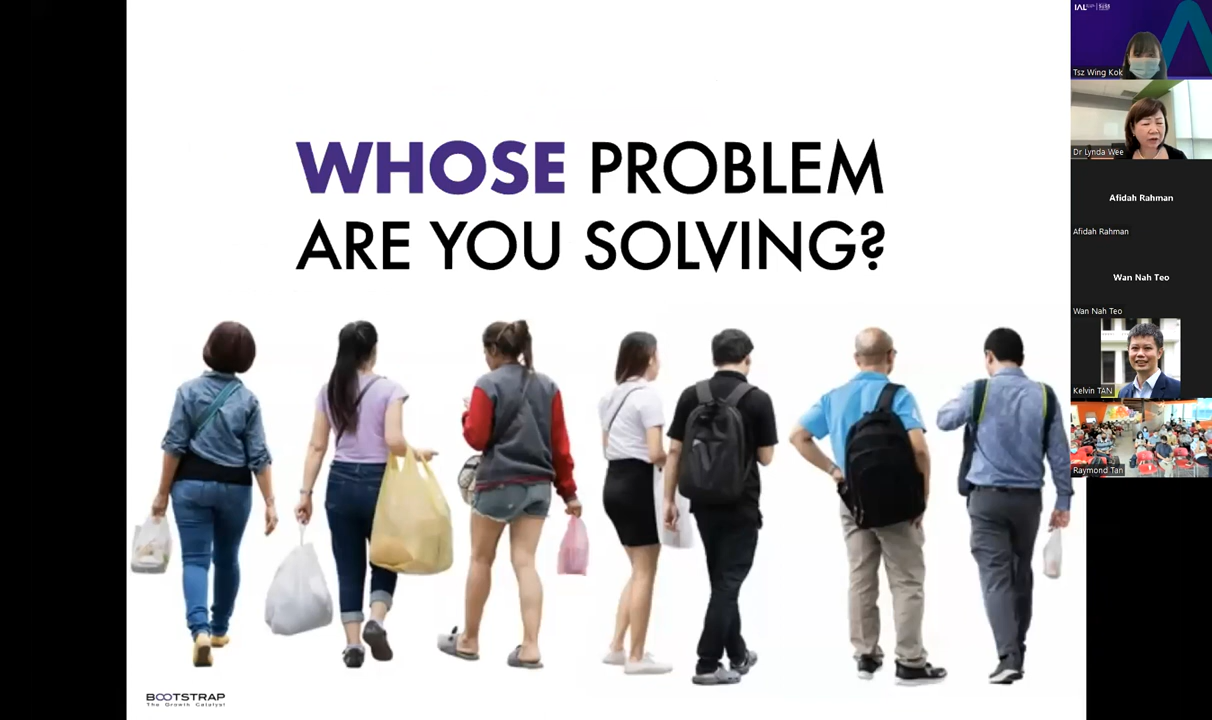 WHOSE PROBLEM
ARE YOU SOLVING?
BOOTSTRAP
The Growth Catalyst
IAL
Tsz Wing Kok
Dr Lynda Wee
Afidah Rahman
Afidah Rahman
Wan Nah Teo
Wan Nah Teo
Kelvin TAN
Raymond Tan